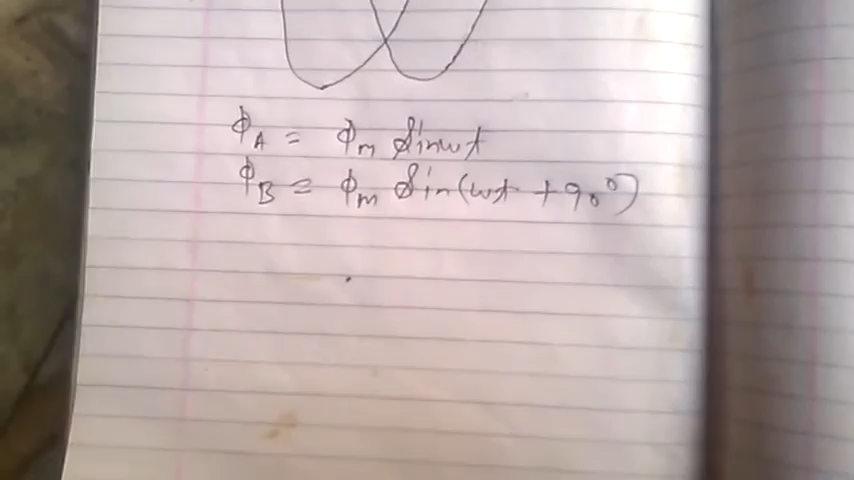 ϕA = ϕm Sinωt
ϕB = ϕm Sin(ωt + 90°)